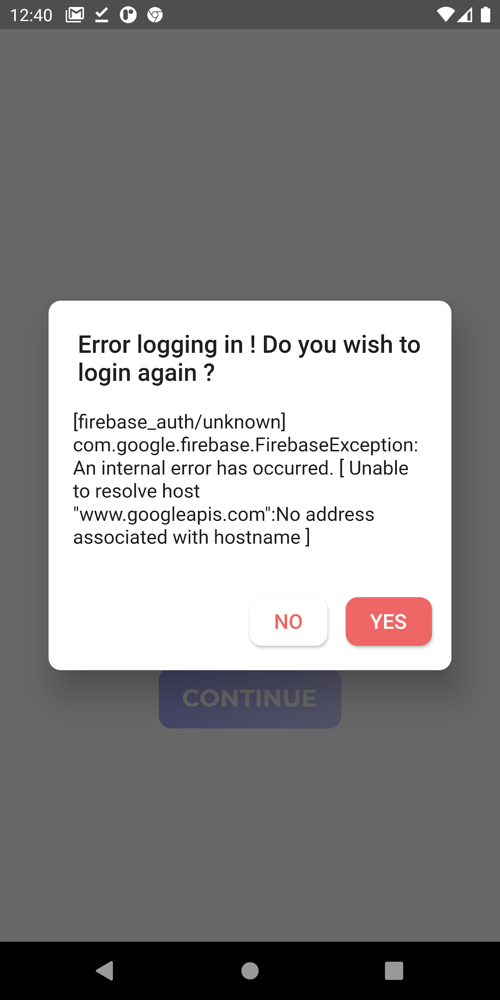 12:40
Error logging in ! Do you wish to
login again ?
[firebase_auth/unknown]
com.google.firebase.FirebaseException:
An internal error has occurred. [ Unable
to resolve host
"www.googleapis.com":No address
associated with hostname ]
NO YES
CONTINUE